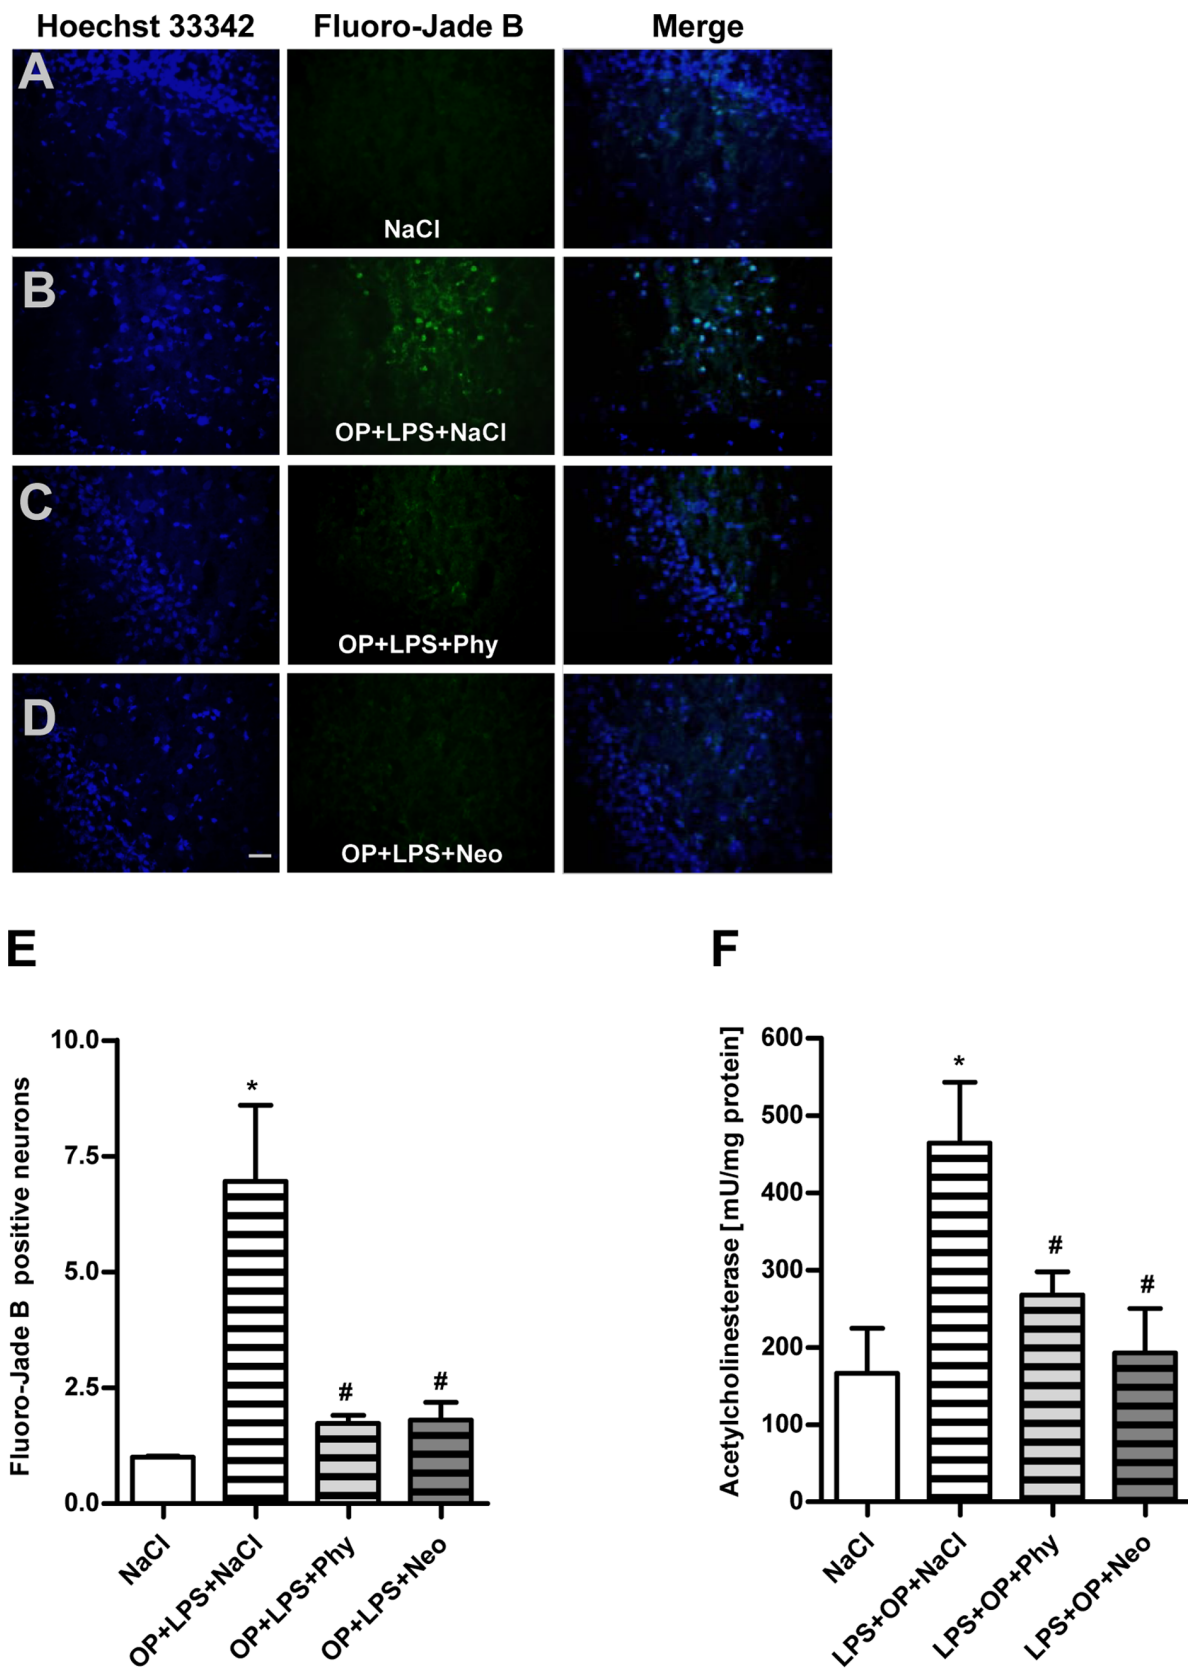 Hoechst 33342 Fluoro-Jade B Merge
A
NaCl
B
OP+LPS+NaCl
C
OP+LPS+Phy
D
OP+LPS+Neo
E
Fluoro-Jade B positive neurons
10.0
7.5
5.0
2.5
0.0
*
#
#
NaCl
OP+LPS+NaCl
OP+LPS+Phy
OP+LPS+Neo
F
Acetylcholinesterase [mU/mg protein]
600
500
400
300
200
100
0
*
#
#
NaCl
LPS+OP+NaCl
LPS+OP+Phy
LPS+OP+Neo